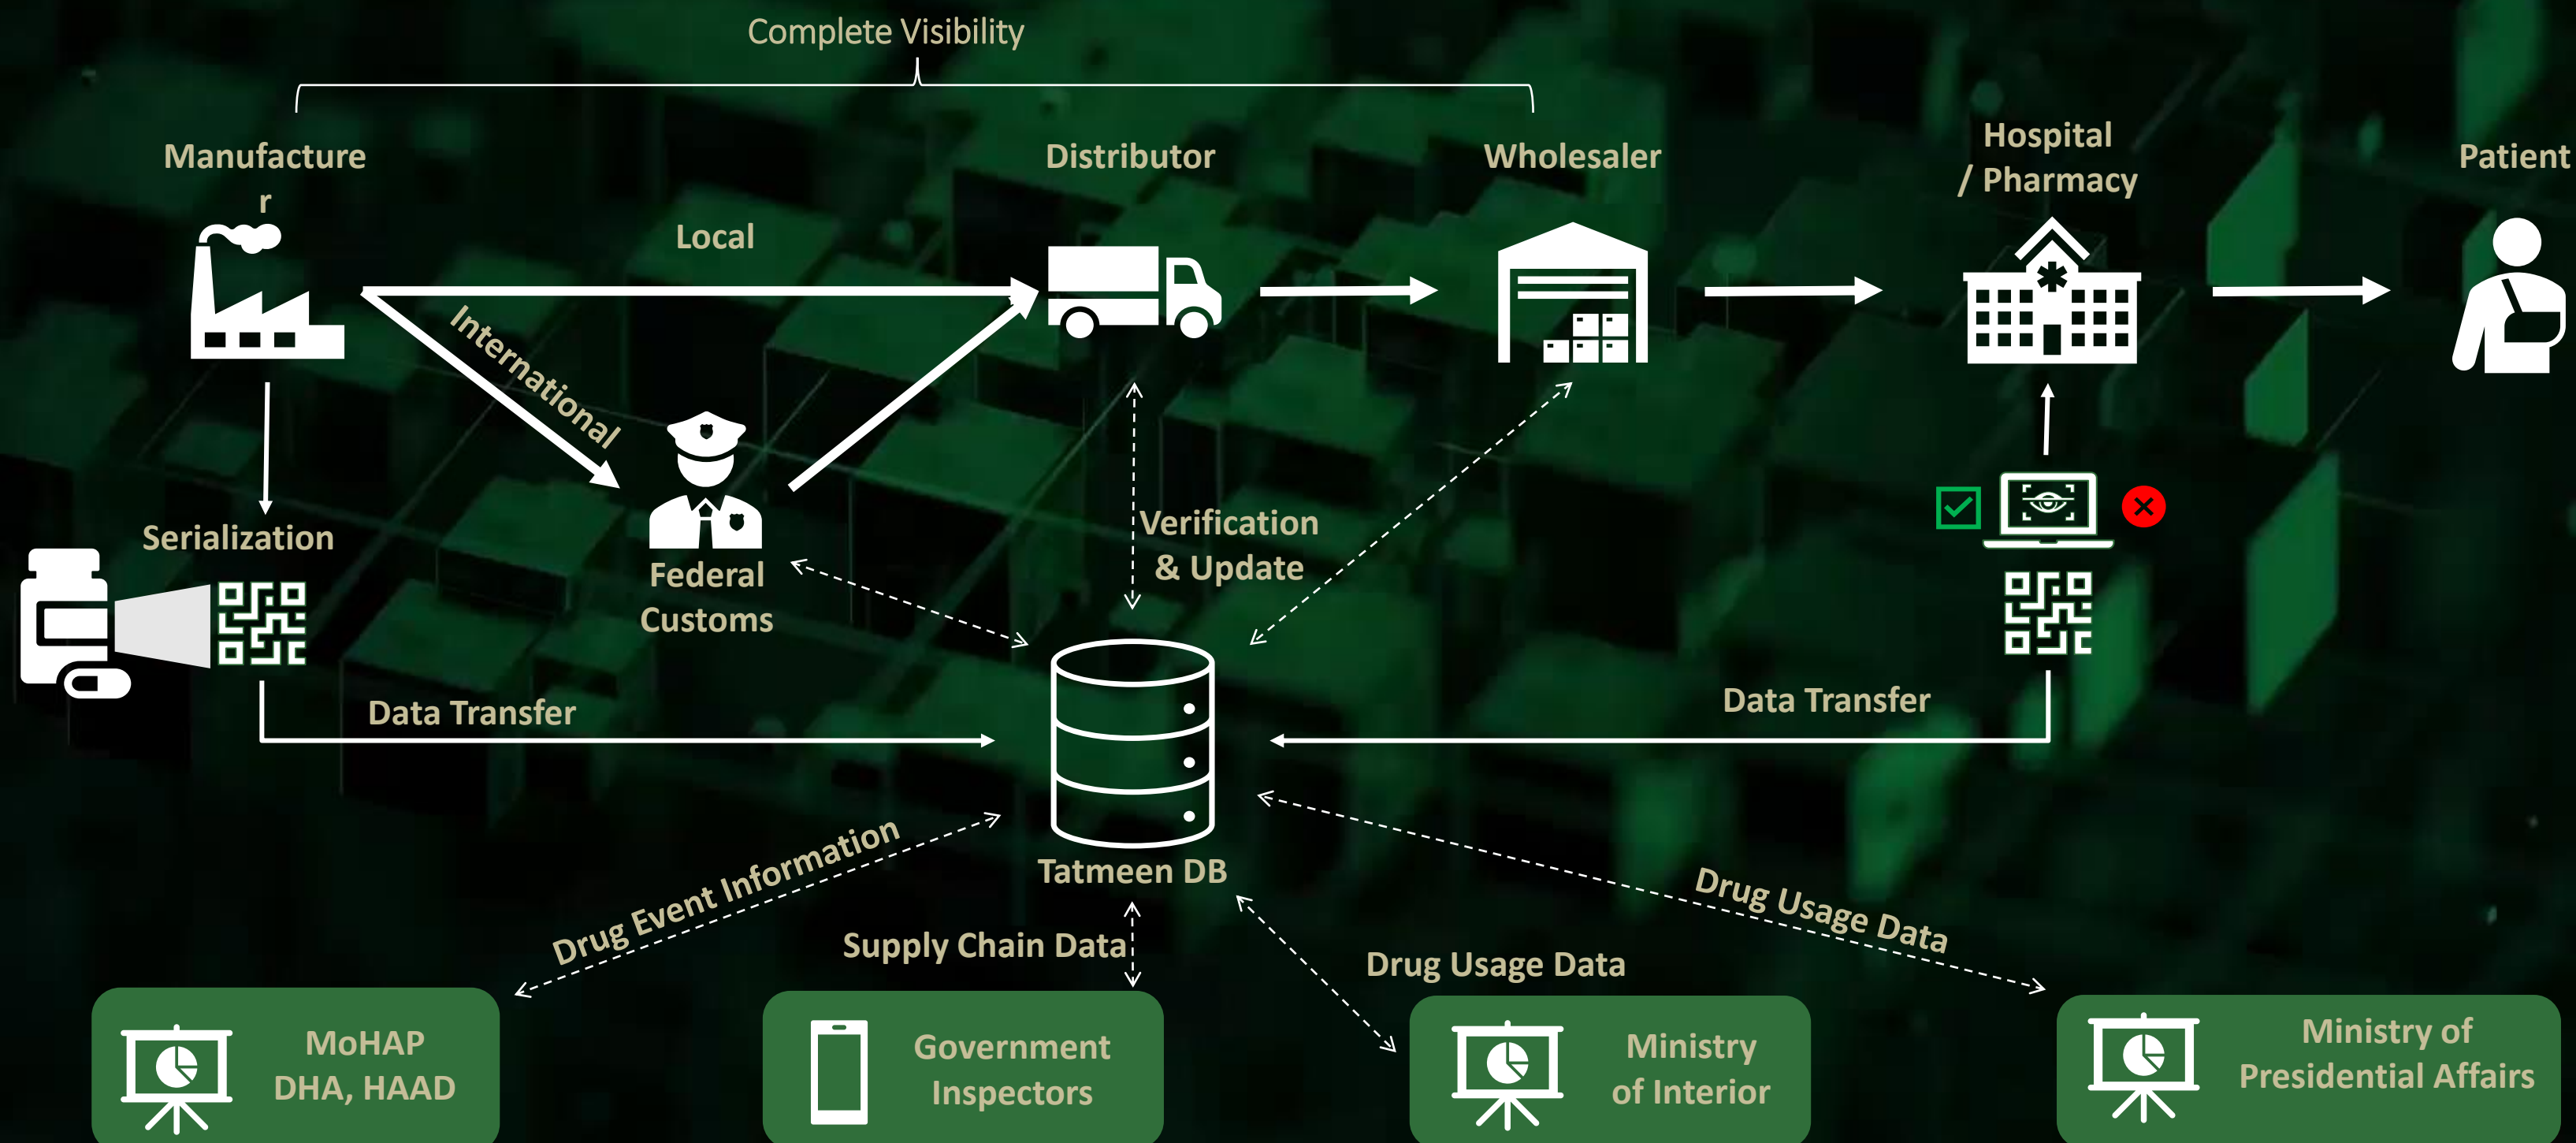 Complete Visibility
Manufacture
r
Distributor
Wholesaler
Hospital
/ Pharmacy
Patient
Local
International
Serialization
Federal
Customs
Verification
& Update
Data Transfer
Data Transfer
Tatmeen DB
Drug Event Information
Supply Chain Data
Drug Usage Data
Drug Usage Data
MoHAP
DHA, HAAD
Government
Inspectors
Ministry
of Interior
Ministry of
Presidential Affairs